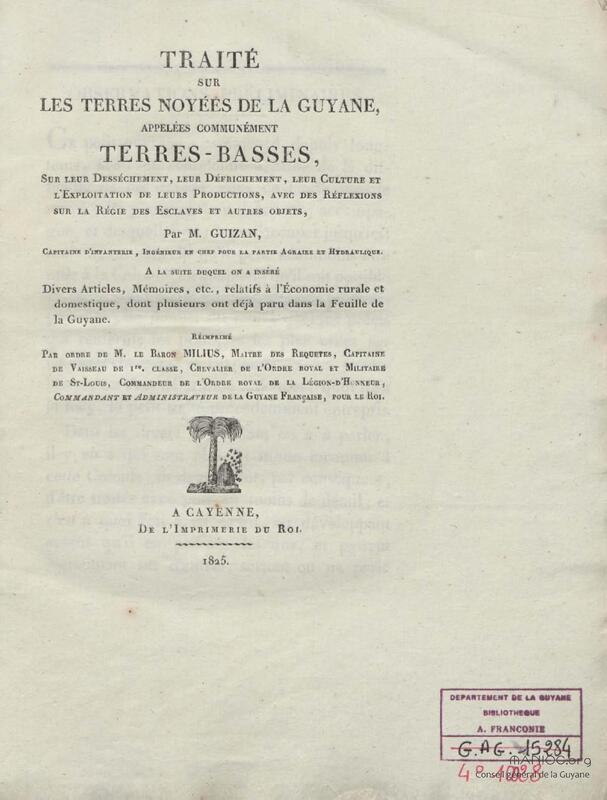 TRAITÉ
SUR
LES TERRES NOYÉES DE LA GUYANE,
APPELÉES COMMUNÉMENT
TERRES-BASSES,
SUR LEUR DESSÉCHEMENT, LEUR DÉFRICHEMENT, LEUR CULTURE ET
L'EXPLOITATION DE LEURS PRODUCTIONS, AVEC DES RÉFLEXIONS
SUR LA RÉGIE DES ESCLAVES ET AUTRES OBJETS,
PAR M. GUIZAN,
CAPITAINE D'INFANTERIE, INGÉNIEUR EN CHEF POUR LA PARTIE AGRAIRE ET HYDRAULIQUE.
A LA SUITE DUQUEL ON A INSÉRÉ
Divers Articles, Mémoires, etc., relatifs à l'Économie rurale et
domestique, dont plusieurs ont déjà paru dans la Feuille de
la Guyane.
RÉIMPRIMÉ
PAR ORDRE DE M. LE BARON MILIUS, MAITRE DES REQUETES, CAPITAINE
DE VAISSEAU DE 1re. CLASSE, CHEVALIER DE L'ORDRE ROYAL ET MILITAIRE
DE ST-LOUIS, COMMANDEUR DE L'ORDRE ROYAL DE LA LÉGION-D'HONNEUR,
COMMANDANT ET ADMINISTRATEUR DE LA GUYANE FRANÇAISE, POUR LE ROI.
A CAYENNE,
DE L'IMPRIMERIE DU ROI.
1825.
DEPARTEMENT DE LA GUYANE
BIBLIOTHEQUE
A. FRANCONIE
G.AG. 15284
MANIOC.org
4º 1028
Conseil général de la Guyane